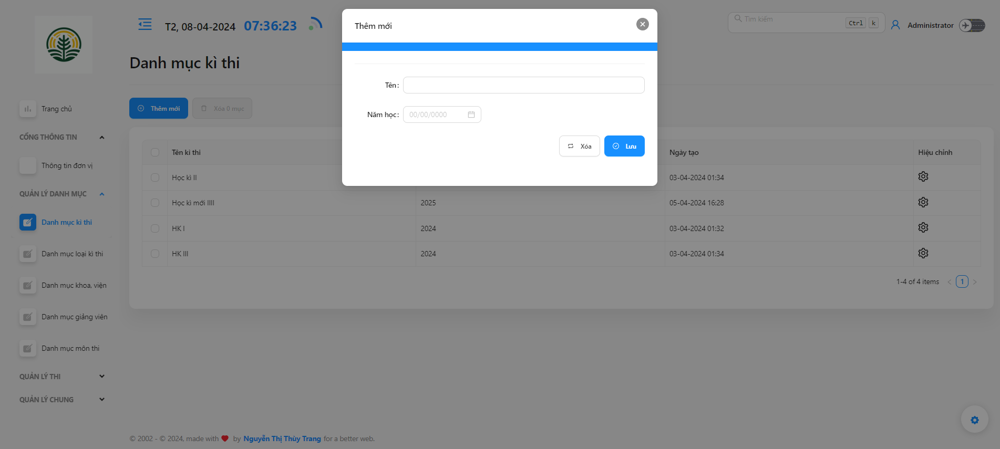 T2, 08-04-2024 07:36:23
Tìm kiếm Ctrl k
Administrator
Danh mục kì thi
Thêm mới
Xóa 0 mục
Trang chủ
CỔNG THÔNG TIN
Thông tin đơn vị
QUẢN LÝ DANH MỤC
Danh mục kì thi
Danh mục loại kì thi
Danh mục khoa, viện
Danh mục giảng viên
Danh mục môn thi
QUẢN LÝ THI
QUẢN LÝ CHUNG
Thêm mới
Tên :
Năm học : 00/00/0000
Xóa
Lưu
Tên kì thi Ngày tạo Hiệu chỉnh
Học kì II 03-04-2024 01:34
Học kì mới IIII 2025 05-04-2024 16:28
HK I 2024 03-04-2024 01:32
HK III 2024 03-04-2024 01:34
1-4 of 4 items 1
© 2002 - © 2024, made with ❤ by Nguyễn Thị Thùy Trang for a better web.